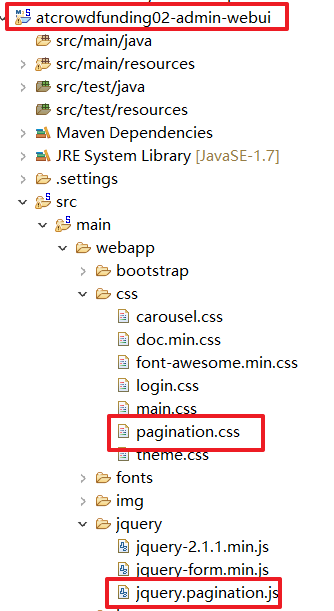 atcrowdfunding02-admin-webui
src/main/java
src/main/resources
src/test/java
src/test/resources
Maven Dependencies
JRE System Library [JavaSE-1.7]
.settings
src
main
webapp
bootstrap
css
carousel.css
doc.min.css
font-awesome.min.css
login.css
main.css
pagination.css
theme.css
fonts
img
jquery
jquery-2.1.1.min.js
jquery-form.min.js
jquery.pagination.js